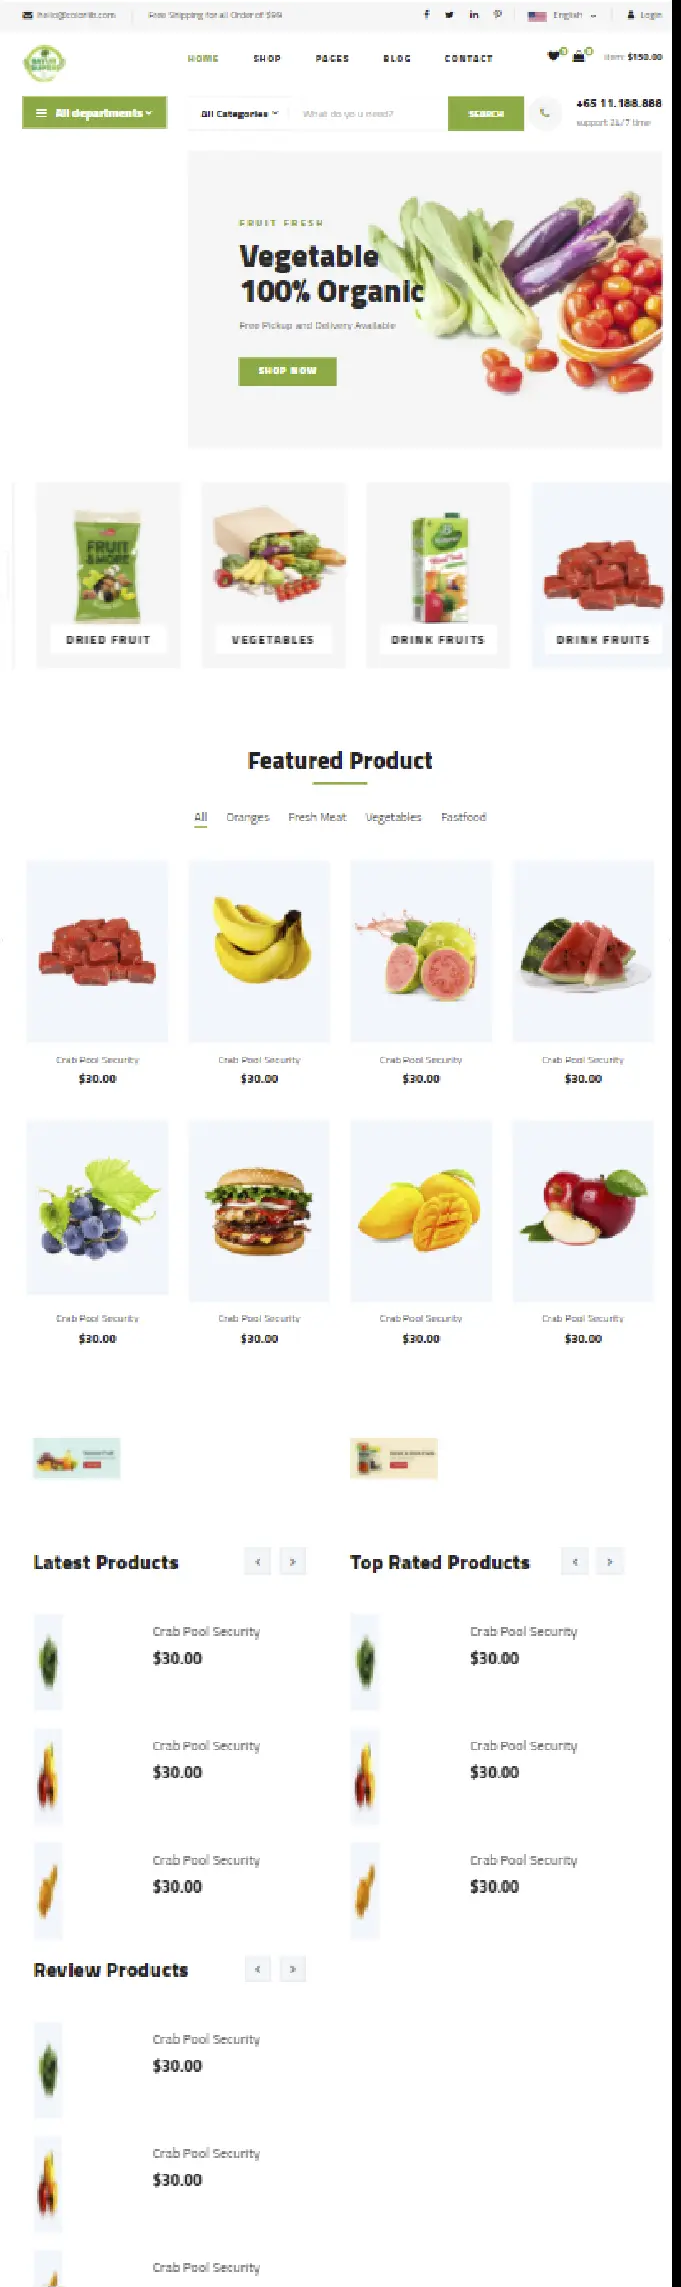 hello@colorlib.com
Free Shipping for all Order of $99
English
Login
HOME
SHOP
PAGES
BLOG
CONTACT
item: $150.00
All departments
All Categories
What do you need?
SEARCH
+65 11.188.888
support 24/7 time
FRUIT FRESH
Vegetable
100% Organic
Free Pickup and Delivery Available
SHOP NOW
FRUIT
& MORE
DRIED FRUIT
VEGETABLES
DRINK FRUITS
DRINK FRUITS
Featured Product
All
Oranges
Fresh Meat
Vegetables
Fastfood
Crab Pool Security
$30.00
Crab Pool Security
$30.00
Crab Pool Security
$30.00
Crab Pool Security
$30.00
Crab Pool Security
$30.00
Crab Pool Security
$30.00
Crab Pool Security
$30.00
Crab Pool Security
$30.00
Latest Products
Crab Pool Security
$30.00
Crab Pool Security
$30.00
Crab Pool Security
$30.00
Top Rated Products
Crab Pool Security
$30.00
Crab Pool Security
$30.00
Crab Pool Security
$30.00
Review Products
Crab Pool Security
$30.00
Crab Pool Security
$30.00
Crab Pool Security